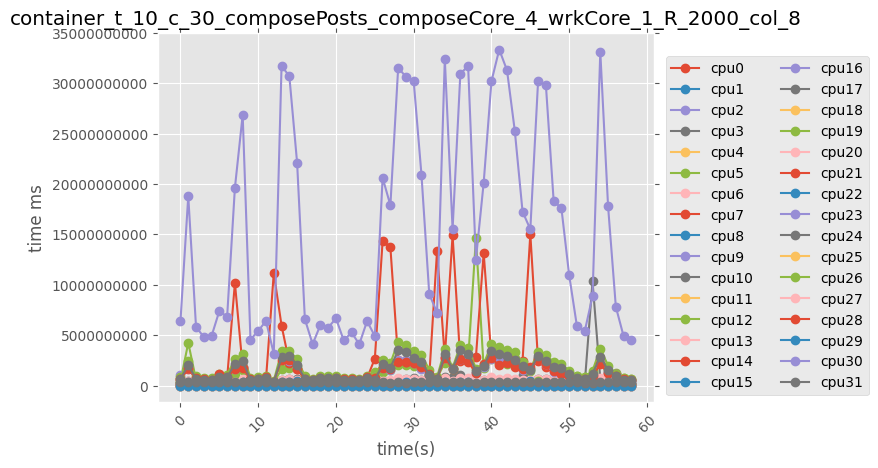 container_t_10_c_30_composePosts_composeCore_4_wrkCore_1_R_2000_col_8
35000000000
30000000000
25000000000
20000000000
15000000000
10000000000
5000000000
0
time ms
0
10
20
30
40
50
60
time(s)
cpu0
cpu1
cpu2
cpu3
cpu4
cpu5
cpu6
cpu7
cpu8
cpu9
cpu10
cpu11
cpu12
cpu13
cpu14
cpu15
cpu16
cpu17
cpu18
cpu19
cpu20
cpu21
cpu22
cpu23
cpu24
cpu25
cpu26
cpu27
cpu28
cpu29
cpu30
cpu31